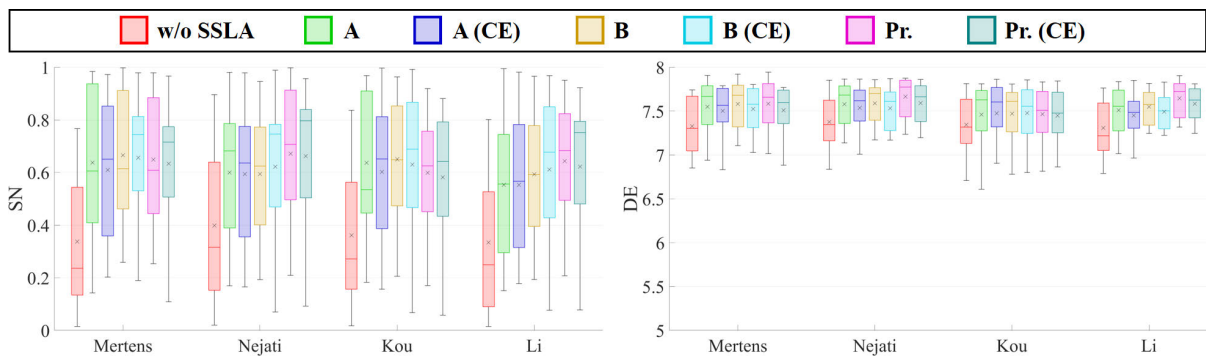 w/o SSLA A A (CE) B B (CE) Pr. Pr. (CE)
1
0.8
0.6
SN
0.4
0.2
0
Mertens Nejati Kou Li
8
7.5
7
DE
6.5
6
5.5
5
Mertens Nejati Kou Li